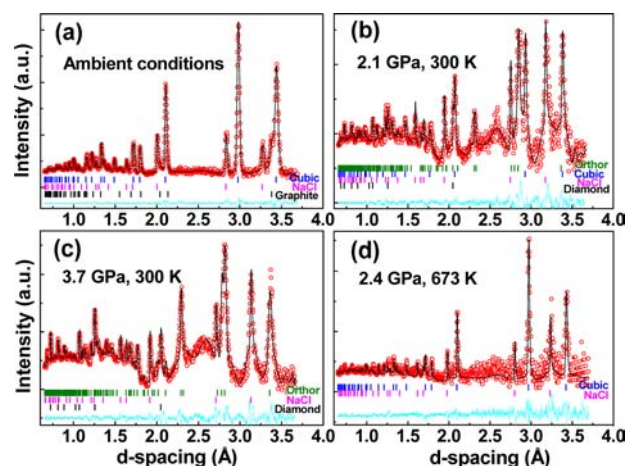 (a)
Ambient conditions
Intensity (a.u.)
Cubic
NaCl
Graphite
0.5 1.0 1.5 2.0 2.5 3.0 3.5 4.0
(b)
2.1 GPa, 300 K
Orthor
Cubic
NaCl
Diamond
1.0 1.5 2.0 2.5 3.0 3.5 4.0
(c)
3.7 GPa, 300 K
Intensity (a.u.)
Orthor
NaCl
Diamond
1.0 1.5 2.0 2.5 3.0 3.5 4.0
d-spacing (Å)
(d)
2.4 GPa, 673 K
Cubic
NaCl
1.0 1.5 2.0 2.5 3.0 3.5 4.0
d-spacing (Å)